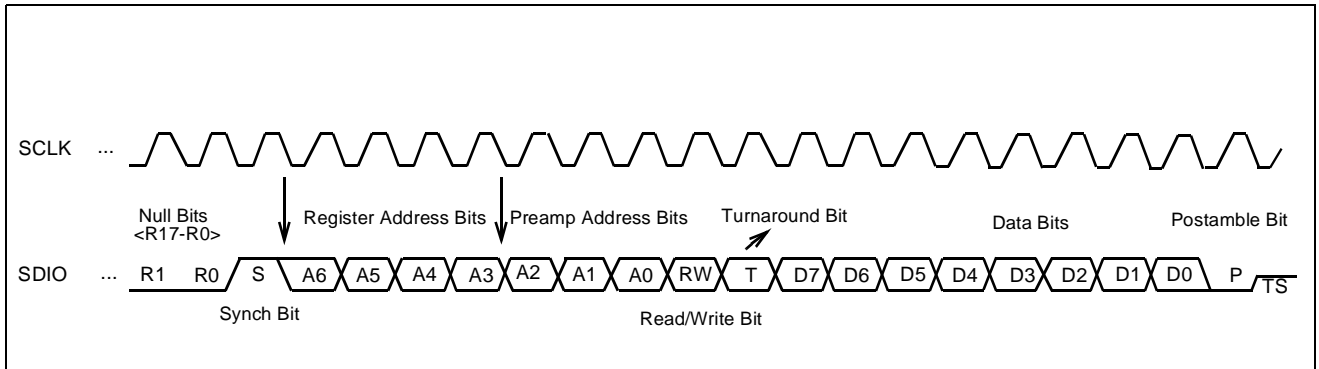 SCLK ...
Null Bits
<R17-R0>
Register Address Bits
Preamp Address Bits
Turnaround Bit
Data Bits
Postamble Bit
SDIO ... R1 R0 S A6 A5 A4 A3 A2 A1 A0 RW T D7 D6 D5 D4 D3 D2 D1 D0 P TS
Synch Bit
Read/Write Bit